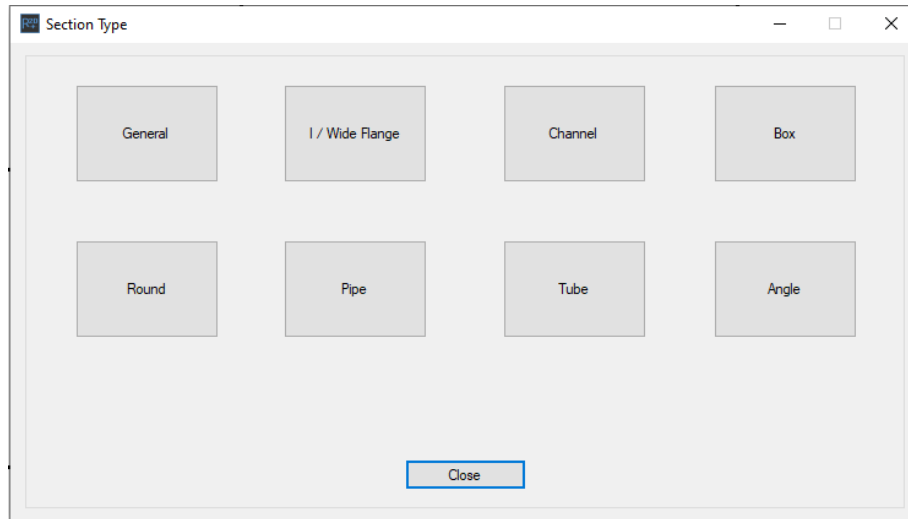 Section Type
General
I / Wide Flange
Channel
Box
Round
Pipe
Tube
Angle
Close